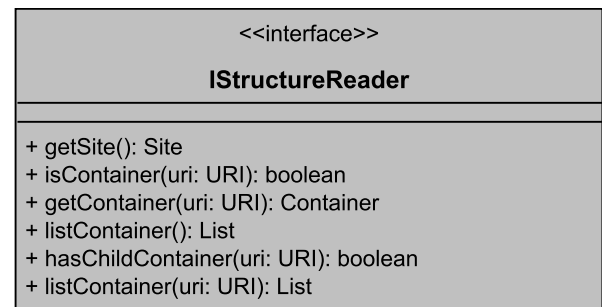 <<interface>>
IStructureReader
+ getSite(): Site
+ isContainer(uri: URI): boolean
+ getContainer(uri: URI): Container
+ listContainer(): List
+ hasChildContainer(uri: URI): boolean
+ listContainer(uri: URI): List